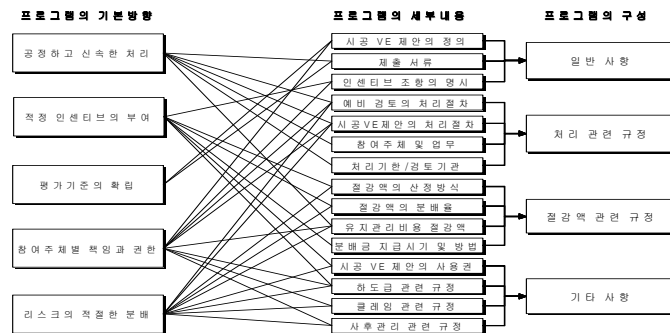 프로그램의 기본방향
프로그램의 세부내용
프로그램의 구성
공정하고 신속한 처리
적정 인센티브의 부여
평가기준의 확립
참여주체별 책임과 권한
리스크의 적절한 분배
시공 VE 제안의 정의
제출 서류
인센티브 조항의 명시
예비 검토의 처리절차
시공VE제안의 처리절차
참여주체 및 업무
처리기한/검토기관
절감액의 산정방식
절감액의 분배율
유지관리비용 절감액
분배금 지급시기 및 방법
시공 VE 제안의 사용권
하도급 관련 규정
클레임 관련 규정
사후관리 관련 규정
일반 사항
처리 관련 규정
절감액 관련 규정
기타 사항